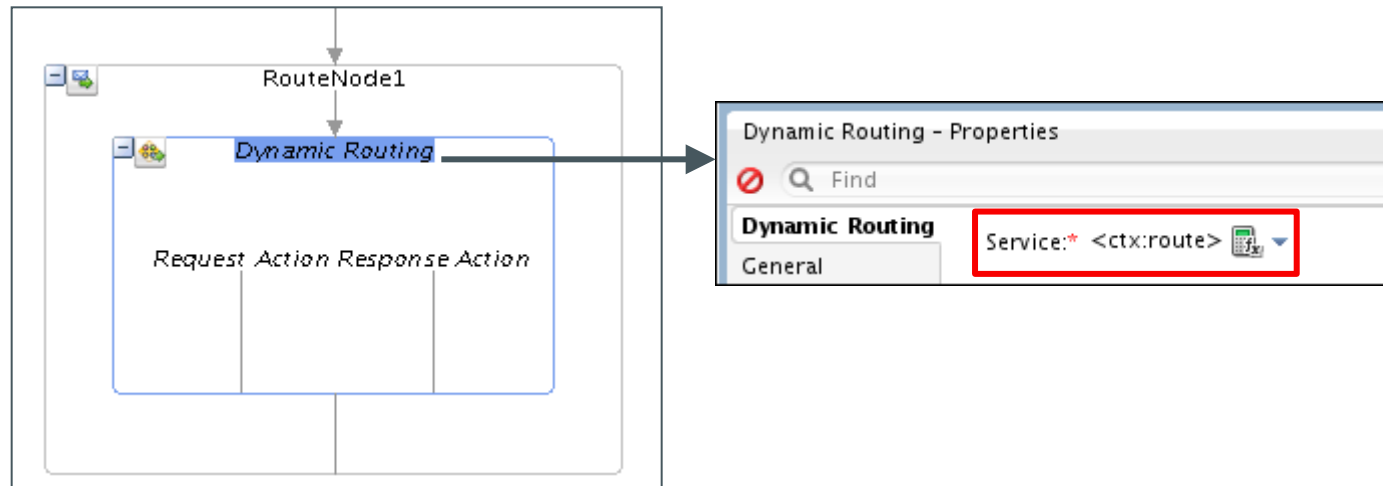 RouteNode1
Dynamic Routing
Request Action Response Action
Dynamic Routing - Properties
Find
Dynamic Routing
Service:* <ctx:route>
General